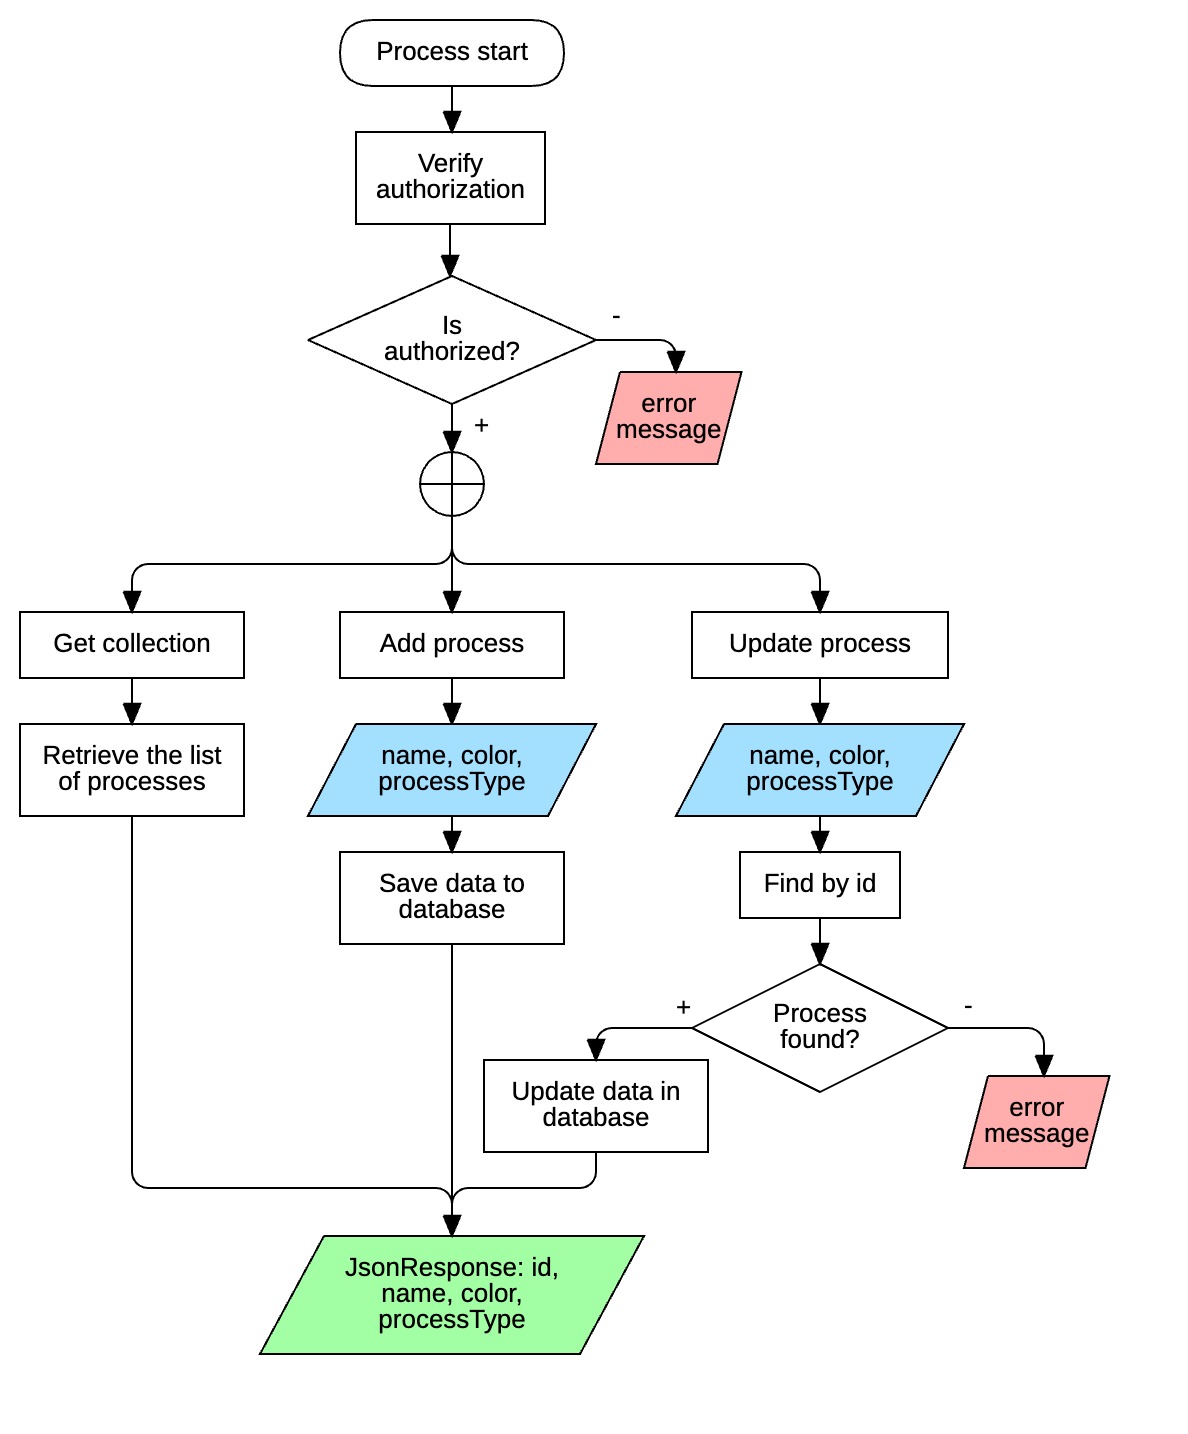 Process start
Verify
authorization
Is
authorized?
-
error
message
+
Get collection
Add process
Update process
Retrieve the list
of processes
name, color,
processType
name, color,
processType
Save data to
database
Find by id
Process
found?
+
-
Update data in
database
error
message
JsonResponse: id,
name, color,
processType